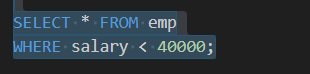 SELECT * FROM emp
WHERE salary < 40000;